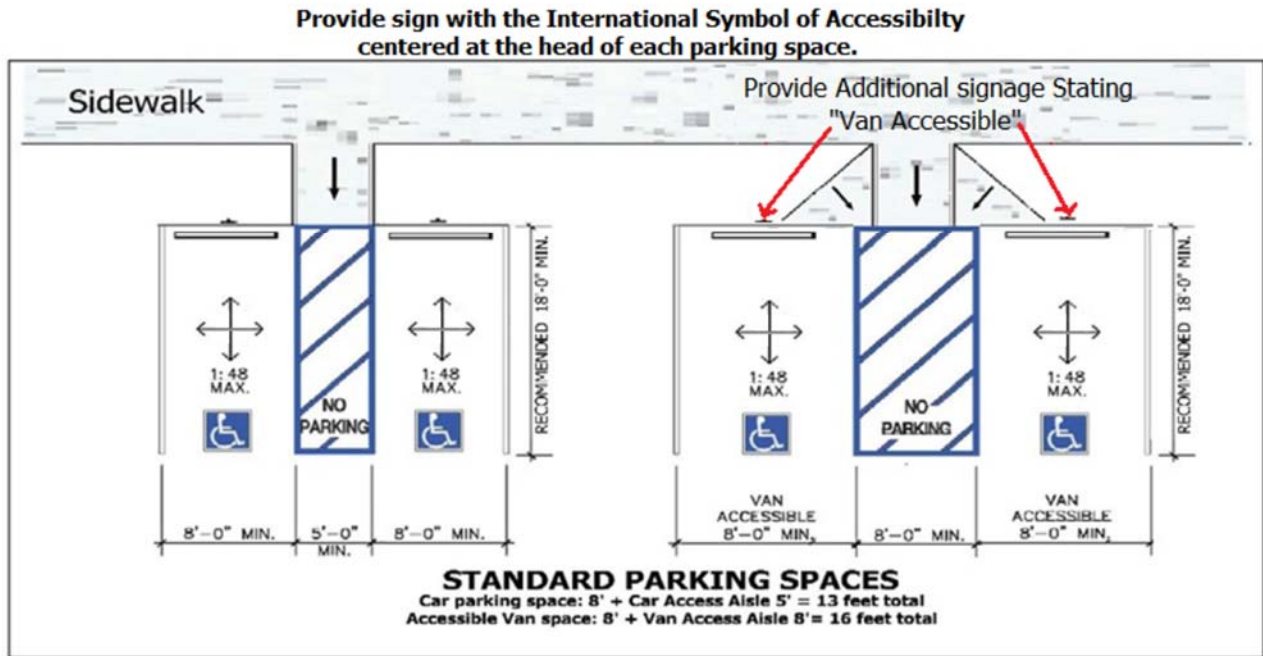 Provide sign with the International Symbol of Accessibilty
centered at the head of each parking space.
Sidewalk
Provide Additional signage Stating
"Van Accessible"
1:48
MAX.
NO
PARKING
1:48
MAX.
RECOMMENDED 18'-0" MIN.
1:48
MAX.
NO
PARKING
1:48
MAX.
RECOMMENDED 18'-0" MIN.
8'-0" MIN.
5'-0"
MIN.
8'-0" MIN.
VAN
ACCESSIBLE
8'-0" MIN,
8'-0" MIN.
VAN
ACCESSIBLE
8'-0" MIN,
STANDARD PARKING SPACES
Car parking space: 8' + Car Access Aisle 5' = 13 feet total
Accessible Van space: 8' + Van Access Aisle 8'= 16 feet total